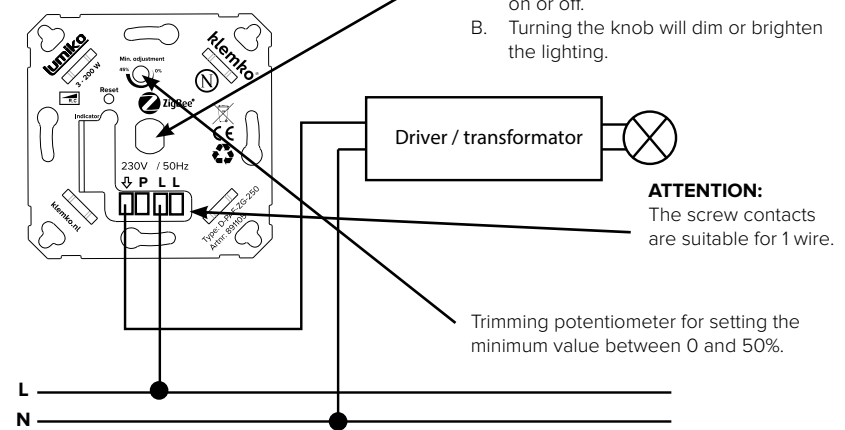 on or off.
B. Turning the knob will dim or brighten
the lighting.
lumiko
klemko®
3 - 200 W
Min. adjustment
0%
N
R,C
Reset
ZigBee®
Indicator
CE
230V / 50Hz
P L L
klemko.nl
Driver / transformator
ATTENTION:
The screw contacts
are suitable for 1 wire.
Trimming potentiometer for setting the
minimum value between 0 and 50%.
L
N